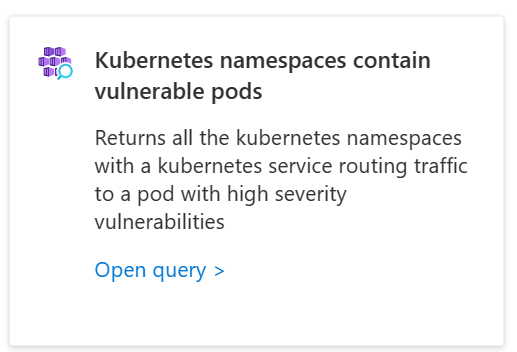 Kubernetes namespaces contain
vulnerable pods
Returns all the kubernetes namespaces
with a kubernetes service routing traffic
to a pod with high severity
vulnerabilities
Open query >